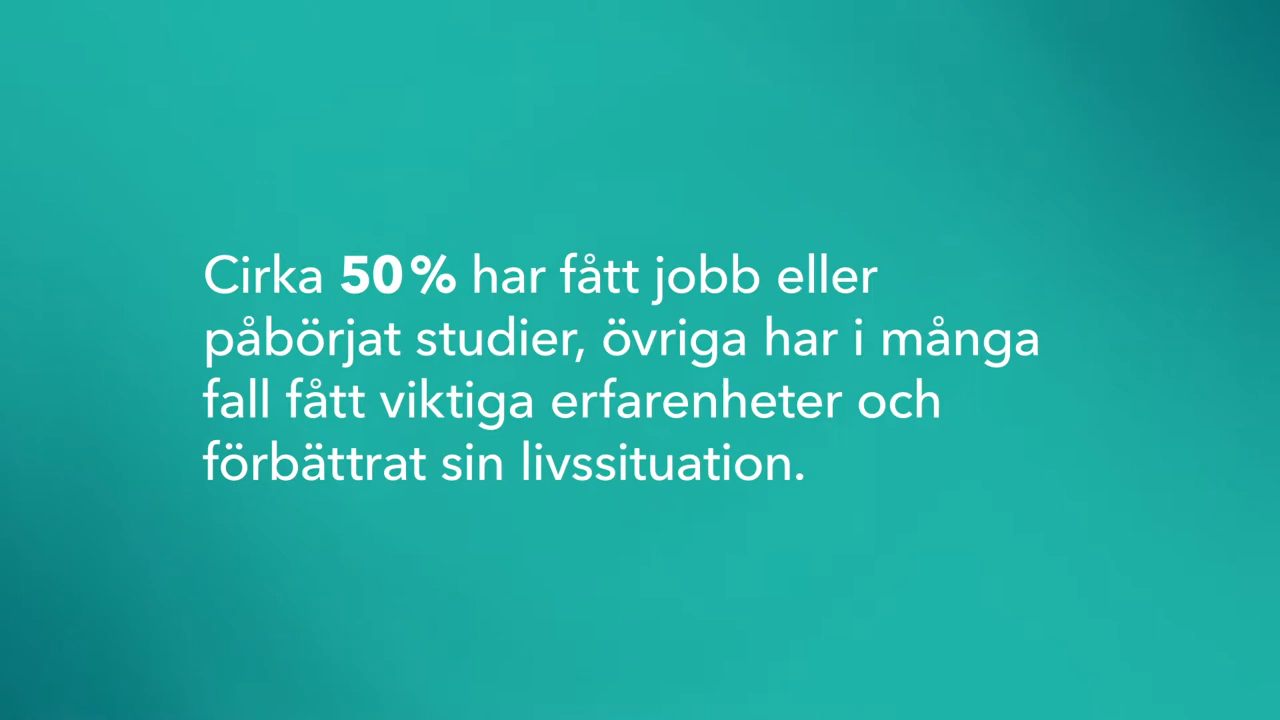 Cirka 50 % har fått jobb eller
påbörjat studier, övriga har i många
fall fått viktiga erfarenheter och
förbättrat sin livssituation.